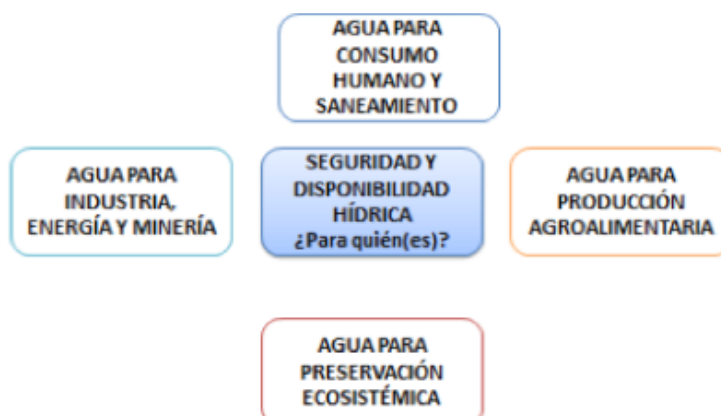 AGUA PARA
CONSUMO
HUMANO Y
SANEAMIENTO
AGUA PARA
INDUSTRIA,
ENERGÍA Y MINERÍA
SEGURIDAD Y
DISPONIBILIDAD
HÍDRICA
¿Para quién(es)?
AGUA PARA
PRODUCCIÓN
AGROALIMENTARIA
AGUA PARA
PRESERVACIÓN
ECOSISTÉMICA